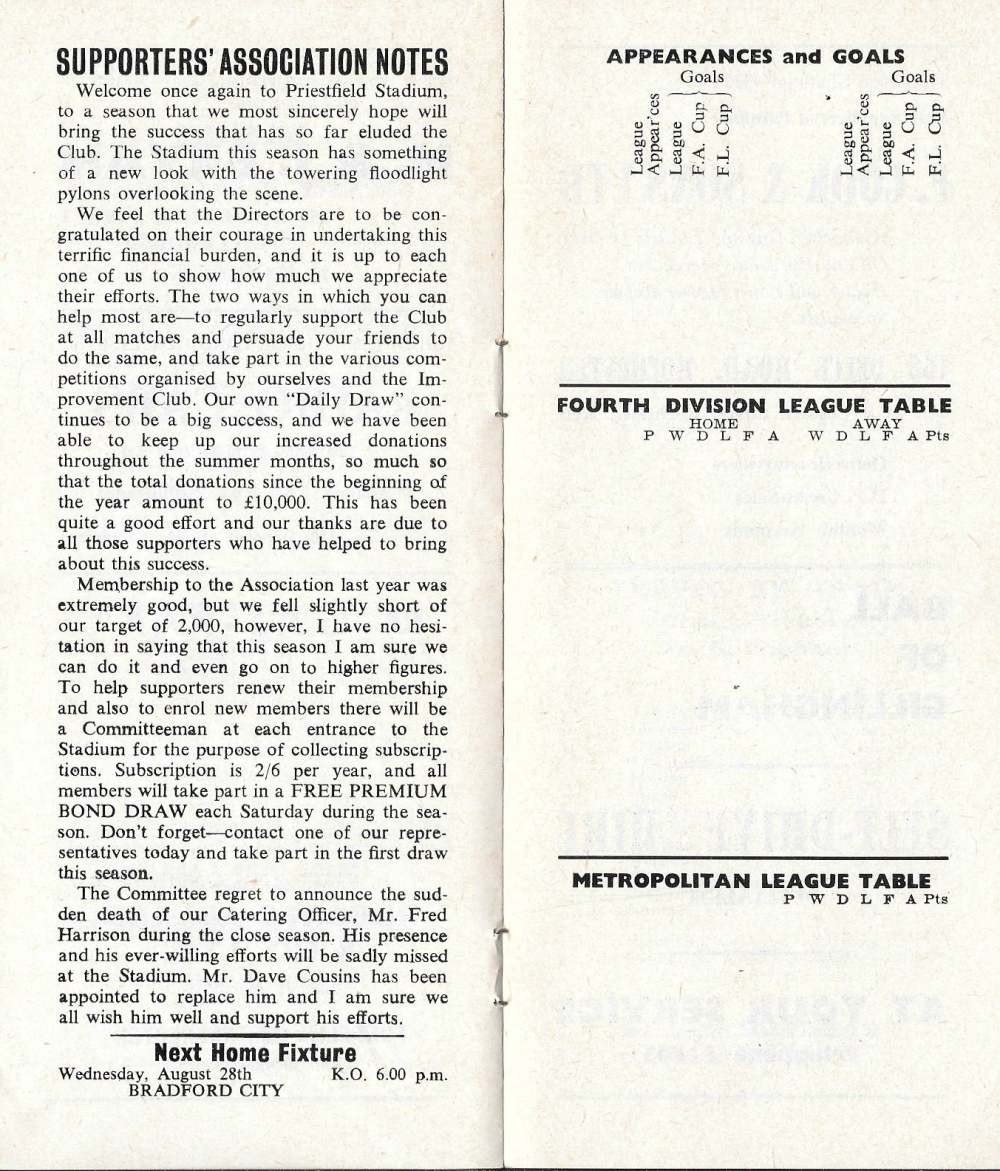 SUPPORTERS' ASSOCIATION NOTES
Welcome once again to Priestfield Stadium,
to a season that we most sincerely hope will
bring the success that has so far eluded the
Club. The Stadium this season has something
of a new look with the towering floodlight
pylons overlooking the scene.
We feel that the Directors are to be con-
gratulated on their courage in undertaking this
terrific financial burden, and it is up to each
one of us to show how much we appreciate
their efforts. The two ways in which you can
help most are—to regularly support the Club
at all matches and persuade your friends to
do the same, and take part in the various com-
petitions organised by ourselves and the Im-
provement Club. Our own "Daily Draw" con-
tinues to be a big success, and we have been
able to keep up our increased donations
throughout the summer months, so much so
that the total donations since the beginning of
the year amount to £10,000. This has been
quite a good effort and our thanks are due to
all those supporters who have helped to bring
about this success.
Membership to the Association last year was
extremely good, but we fell slightly short of
our target of 2,000, however, I have no hesi-
tation in saying that this season I am sure we
can do it and even go on to higher figures.
To help supporters renew their membership
and also to enrol new members there will be
a Committeeman at each entrance to the
Stadium for the purpose of collecting subscrip-
tions. Subscription is 2/6 per year, and all
members will take part in a FREE PREMIUM
BOND DRAW each Saturday during the sea-
son. Don't forget—contact one of our repre-
sentatives today and take part in the first draw
this season.
The Committee regret to announce the sud-
den death of our Catering Officer, Mr. Fred
Harrison during the close season. His presence
and his ever-willing efforts will be sadly missed
at the Stadium. Mr. Dave Cousins has been
appointed to replace him and I am sure we
all wish him well and support his efforts.
Next Home Fixture
Wednesday, August 28th K.O. 6.00 p.m.
BRADFORD CITY
APPEARANCES and GOALS
Goals Goals
League
Appear'ces
League
F.A. Cup
F.L. Cup
League
Appear'ces
League
F.A. Cup
F.L. Cup
FOURTH DIVISION LEAGUE TABLE
HOME AWAY
P W D L F A W D L F A Pts
METROPOLITAN LEAGUE TABLE
P W D L F A Pts